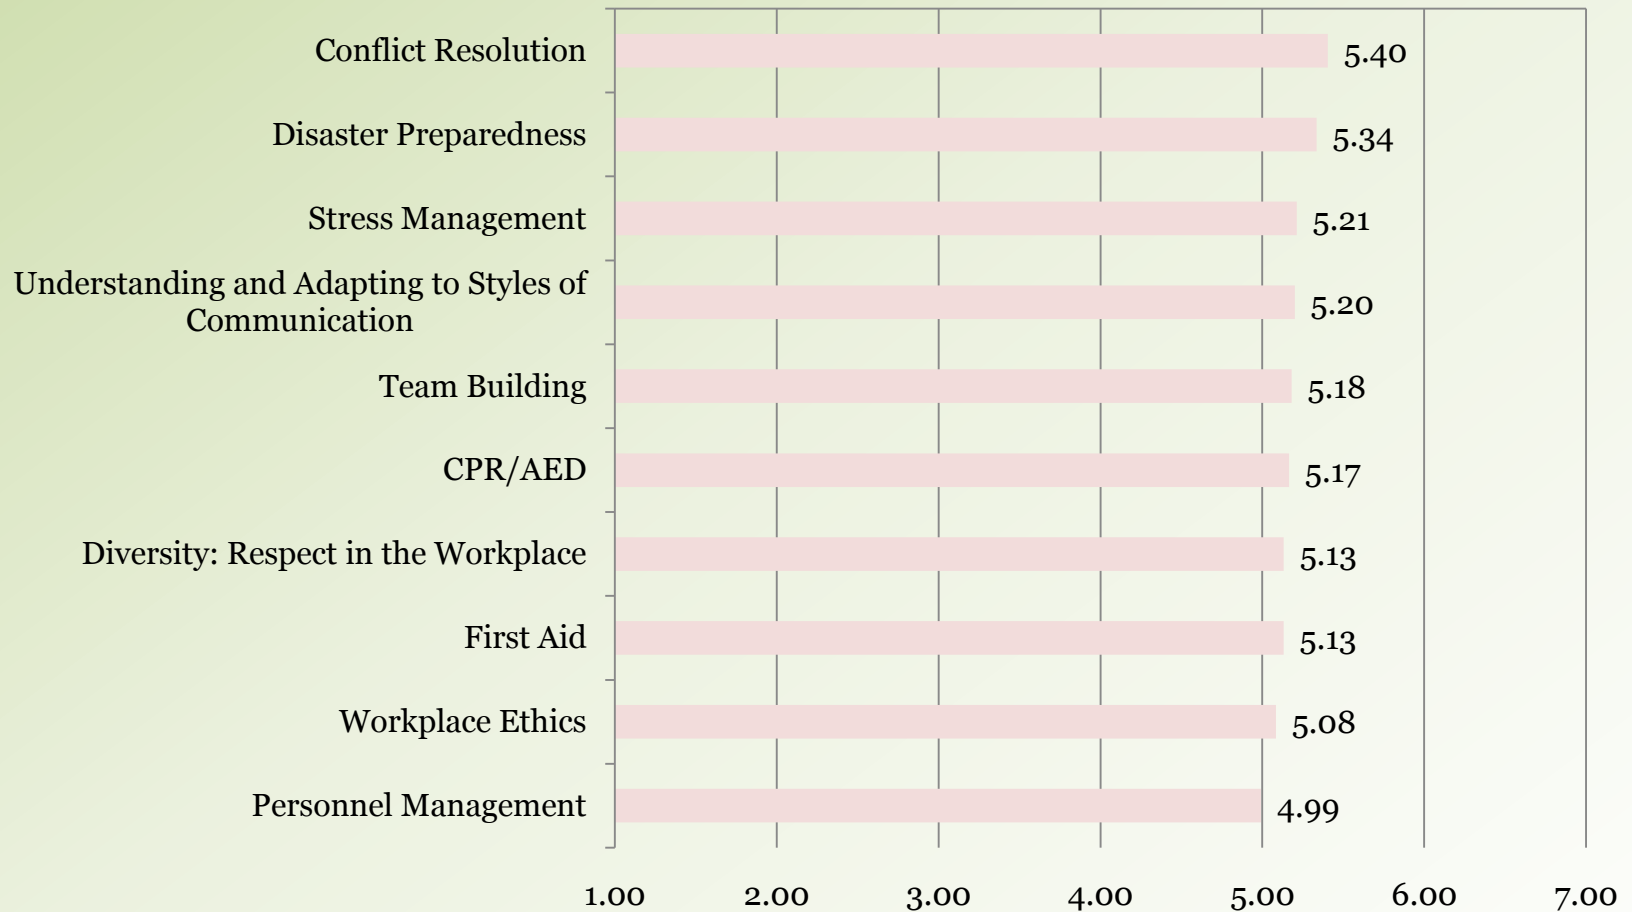 Conflict Resolution 5.40
Disaster Preparedness 5.34
Stress Management 5.21
Understanding and Adapting to Styles of
Communication 5.20
Team Building 5.18
CPR/AED 5.17
Diversity: Respect in the Workplace 5.13
First Aid 5.13
Workplace Ethics 5.08
Personnel Management 4.99
1.00 2.00 3.00 4.00 5.00 6.00 7.00